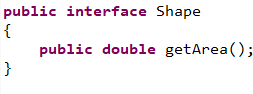 public interface Shape
{
    public double getArea();
}